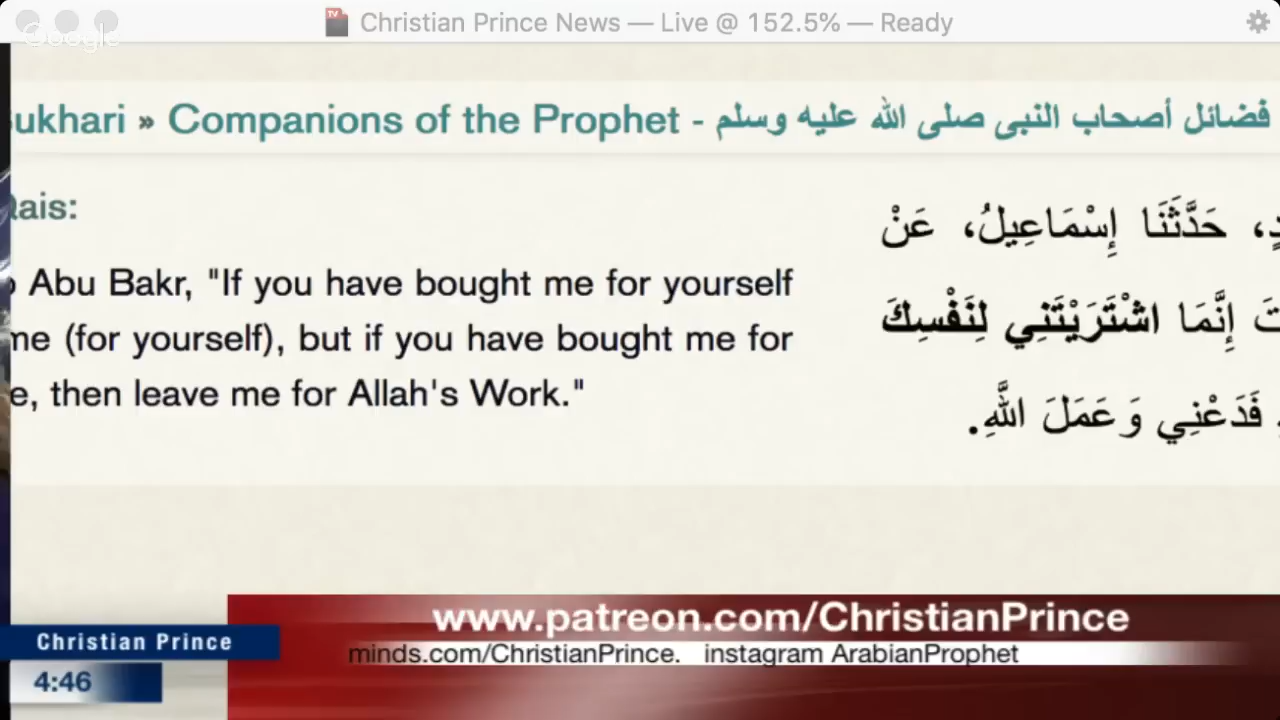 Christian Prince News — Live @ 152.5% — Ready
Google
ukhari » Companions of the Prophet - فضائل أصحاب النبى صلى الله عليه وسلم
ais:
Abu Bakr, "If you have bought me for yourself
me (for yourself), but if you have bought me for
e, then leave me for Allah's Work."
دٍ، حَدَّثَنَا إِسْمَاعِيلُ، عَنْ
تَ إِنَّمَا اشْتَرَيْتَنِي لِنَفْسِكَ
فَدَعْنِي وَعَمَلَ اللَّهِ.
www.patreon.com/ChristianPrince
minds.com/ChristianPrince. instagram ArabianProphet
Christian Prince
4:46